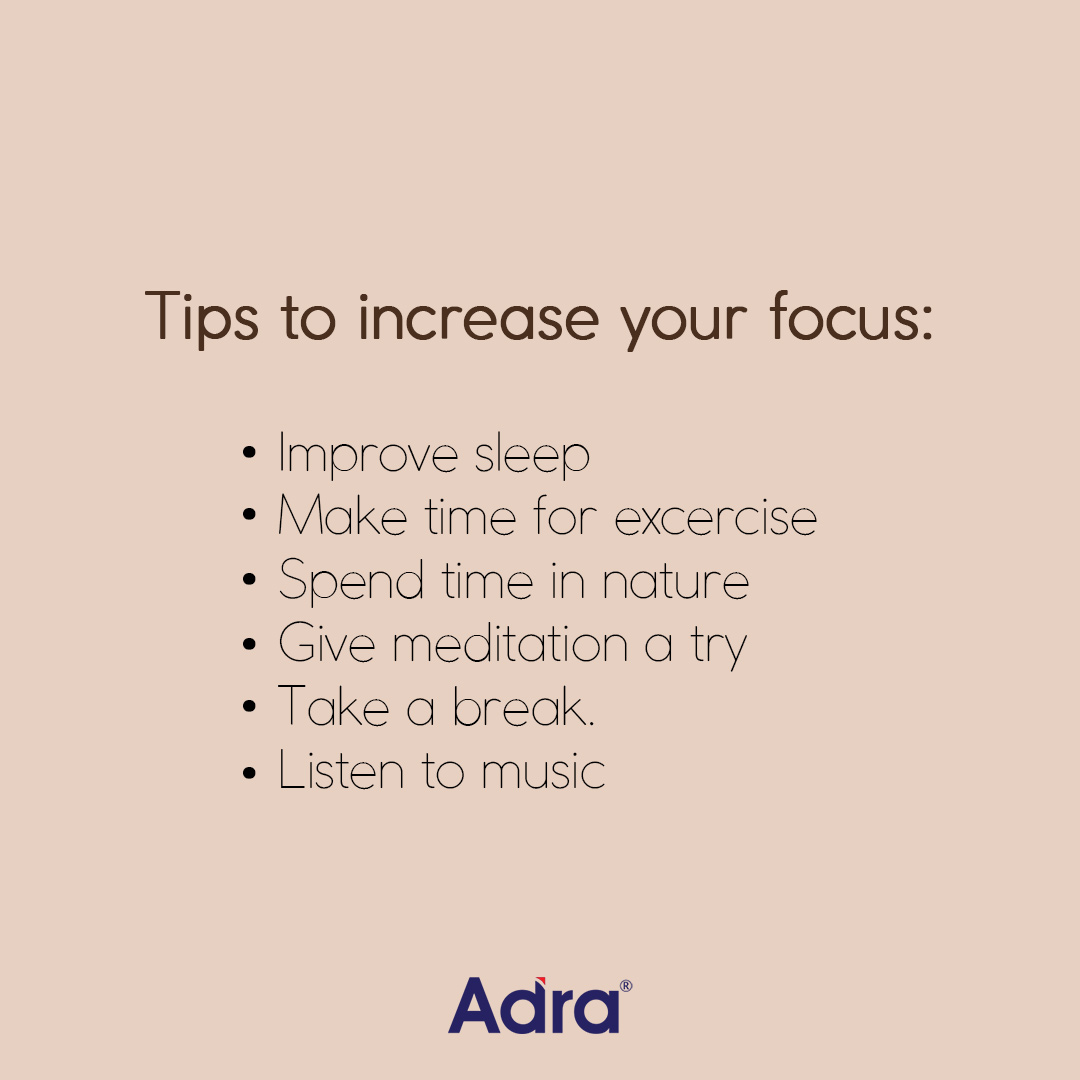 Tips to increase your focus:
• Improve sleep
• Make time for excercise
• Spend time in nature
• Give meditation a try
• Take a break.
• Listen to music
Adra®